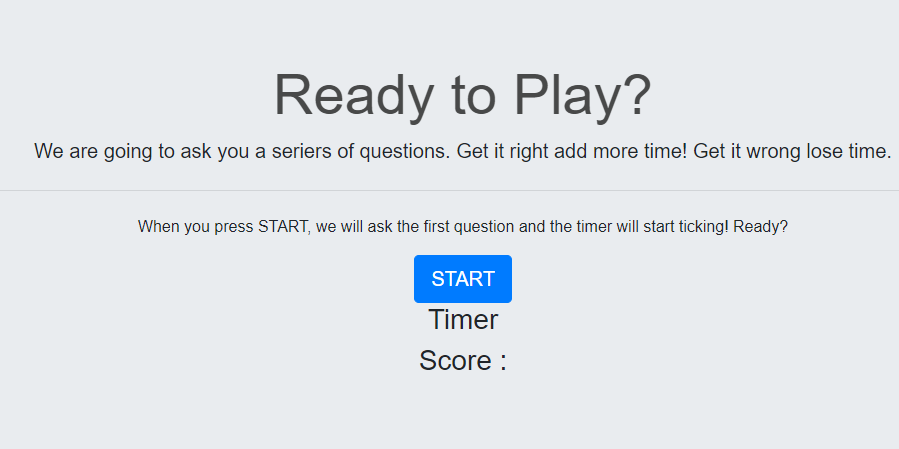 Ready to Play?
We are going to ask you a seriers of questions. Get it right add more time! Get it wrong lose time.
When you press START, we will ask the first question and the timer will start ticking! Ready?
START
Timer
Score :